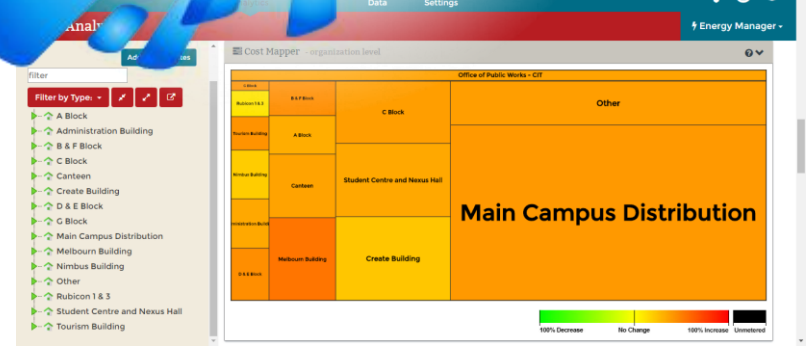 Data
Settings
Analy
Energy Manager
Ad
es
filter
Filter by Type:
A Block
Administration Building
B & F Block
C Block
Canteen
Create Building
D & E Block
G Block
Main Campus Distribution
Melbourn Building
Nimbus Building
Other
Rubicon 1 & 3
Student Centre and Nexus Hall
Tourism Building
Cost Mapper - organization level
Office of Public Works - CIT
Rubicon 1 & 3
Tourism Building
Nimbus Building
D & E Block
B & F Block
A Block
Canteen
Melbourn Building
C Block
Student Centre and Nexus Hall
Create Building
Other
Main Campus Distribution
100% Decrease
No Change
100% Increase
Unmetered